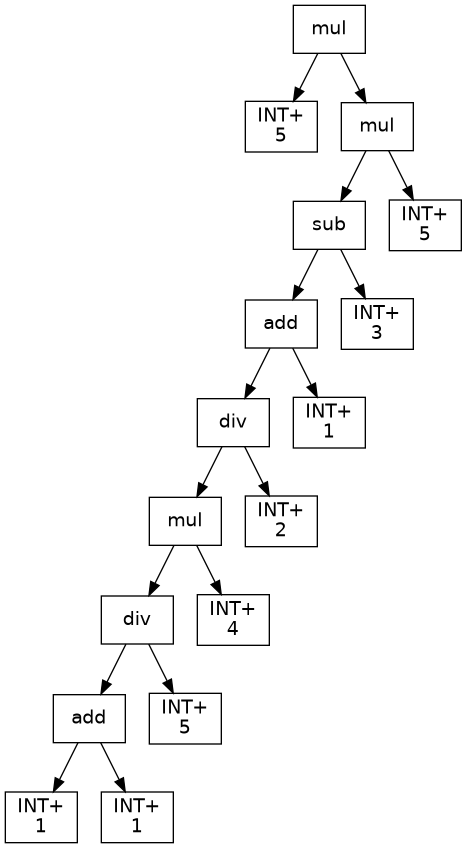 mul
INT+
5
mul
sub
INT+
5
add
INT+
3
div
INT+
1
mul
INT+
2
div
INT+
4
add
INT+
5
INT+
1
INT+
1